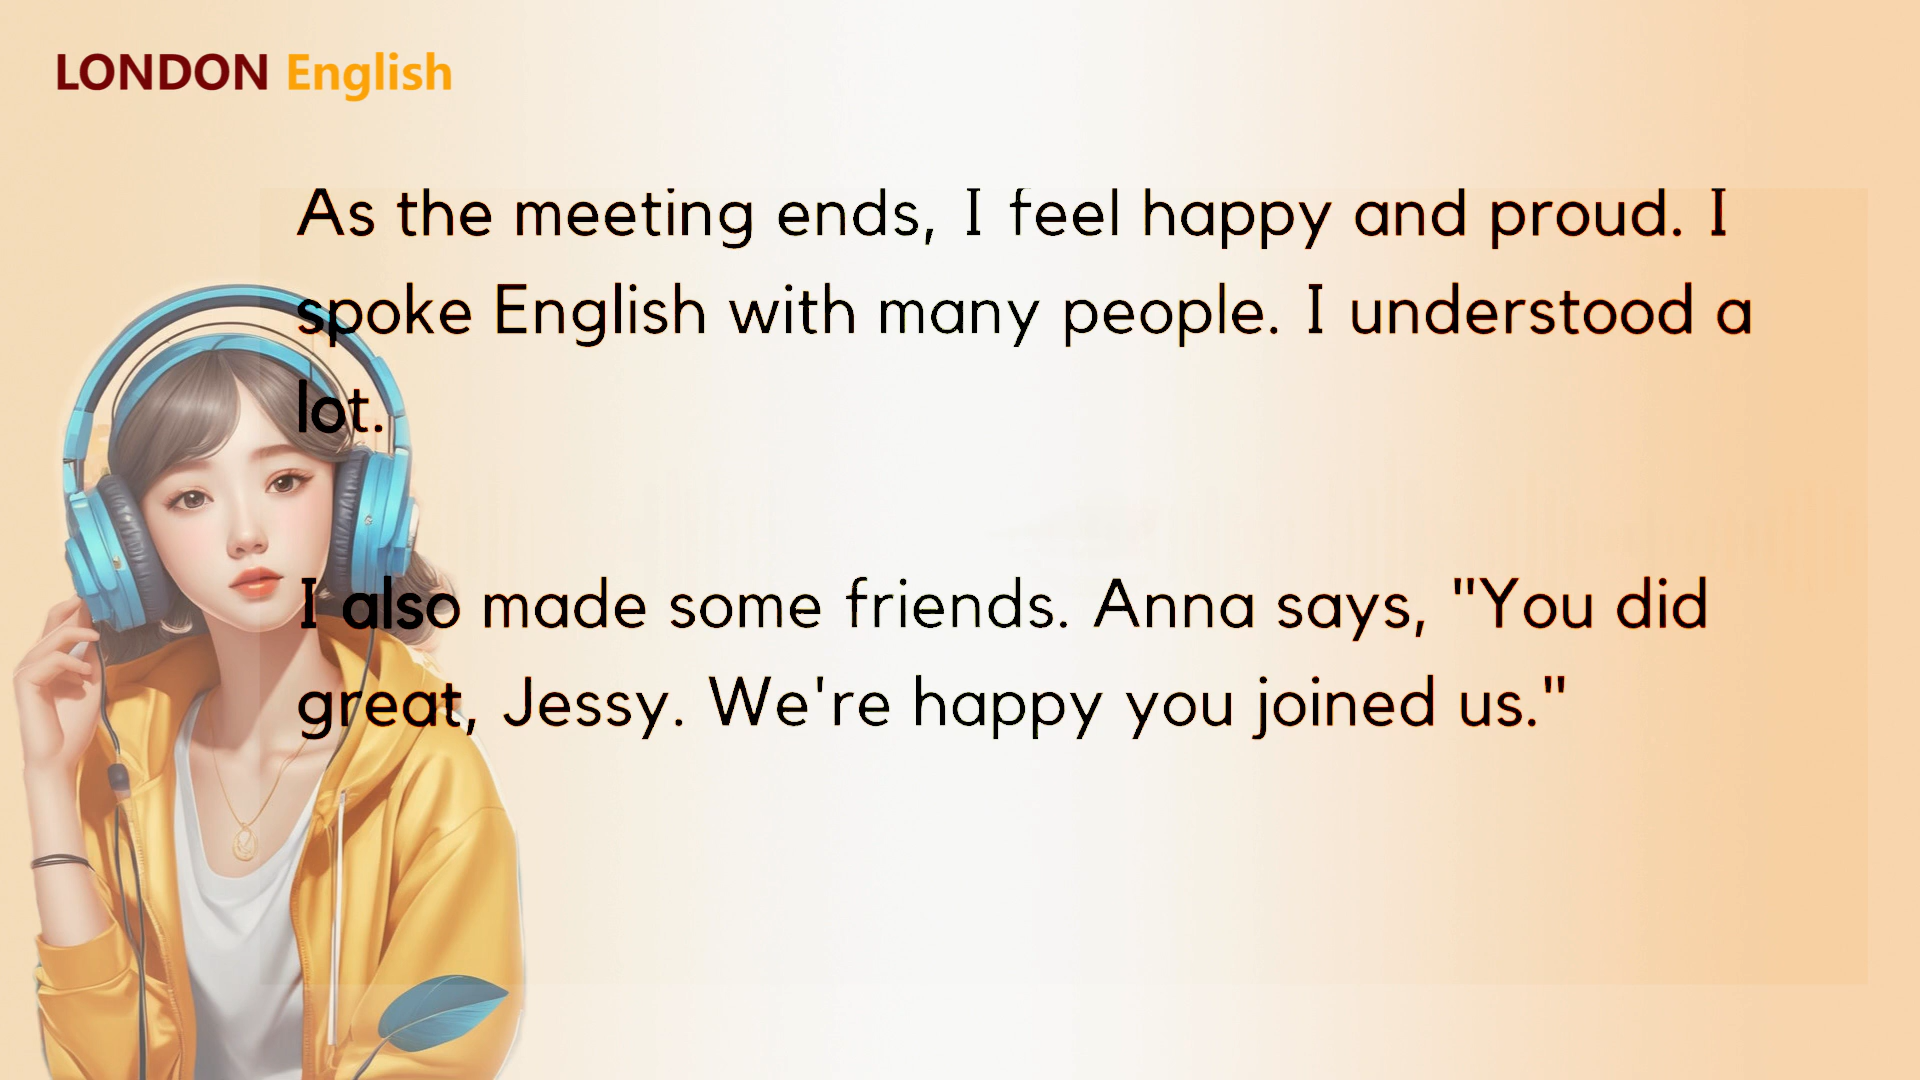 LONDON English
As the meeting ends, I feel happy and proud. I
spoke English with many people. I understood a
lot.
I also made some friends. Anna says, "You did
great, Jessy. We're happy you joined us."